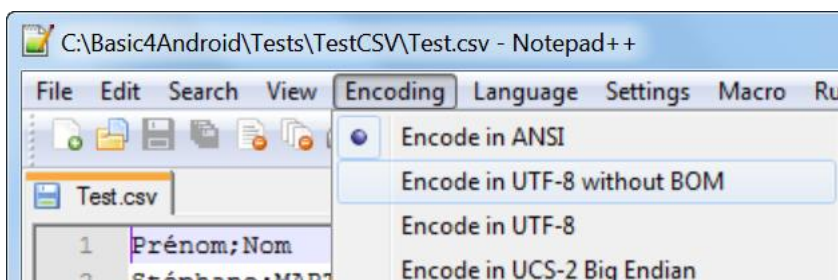 C:\Basic4Android\Tests\TestCSV\Test.csv - Notepad++
File Edit Search View Encoding Language Settings Macro
Encode in ANSI
Encode in UTF-8 without BOM
Test.csv
Encode in UTF-8
1 Prénom;Nom
Encode in UCS-2 Big Endian